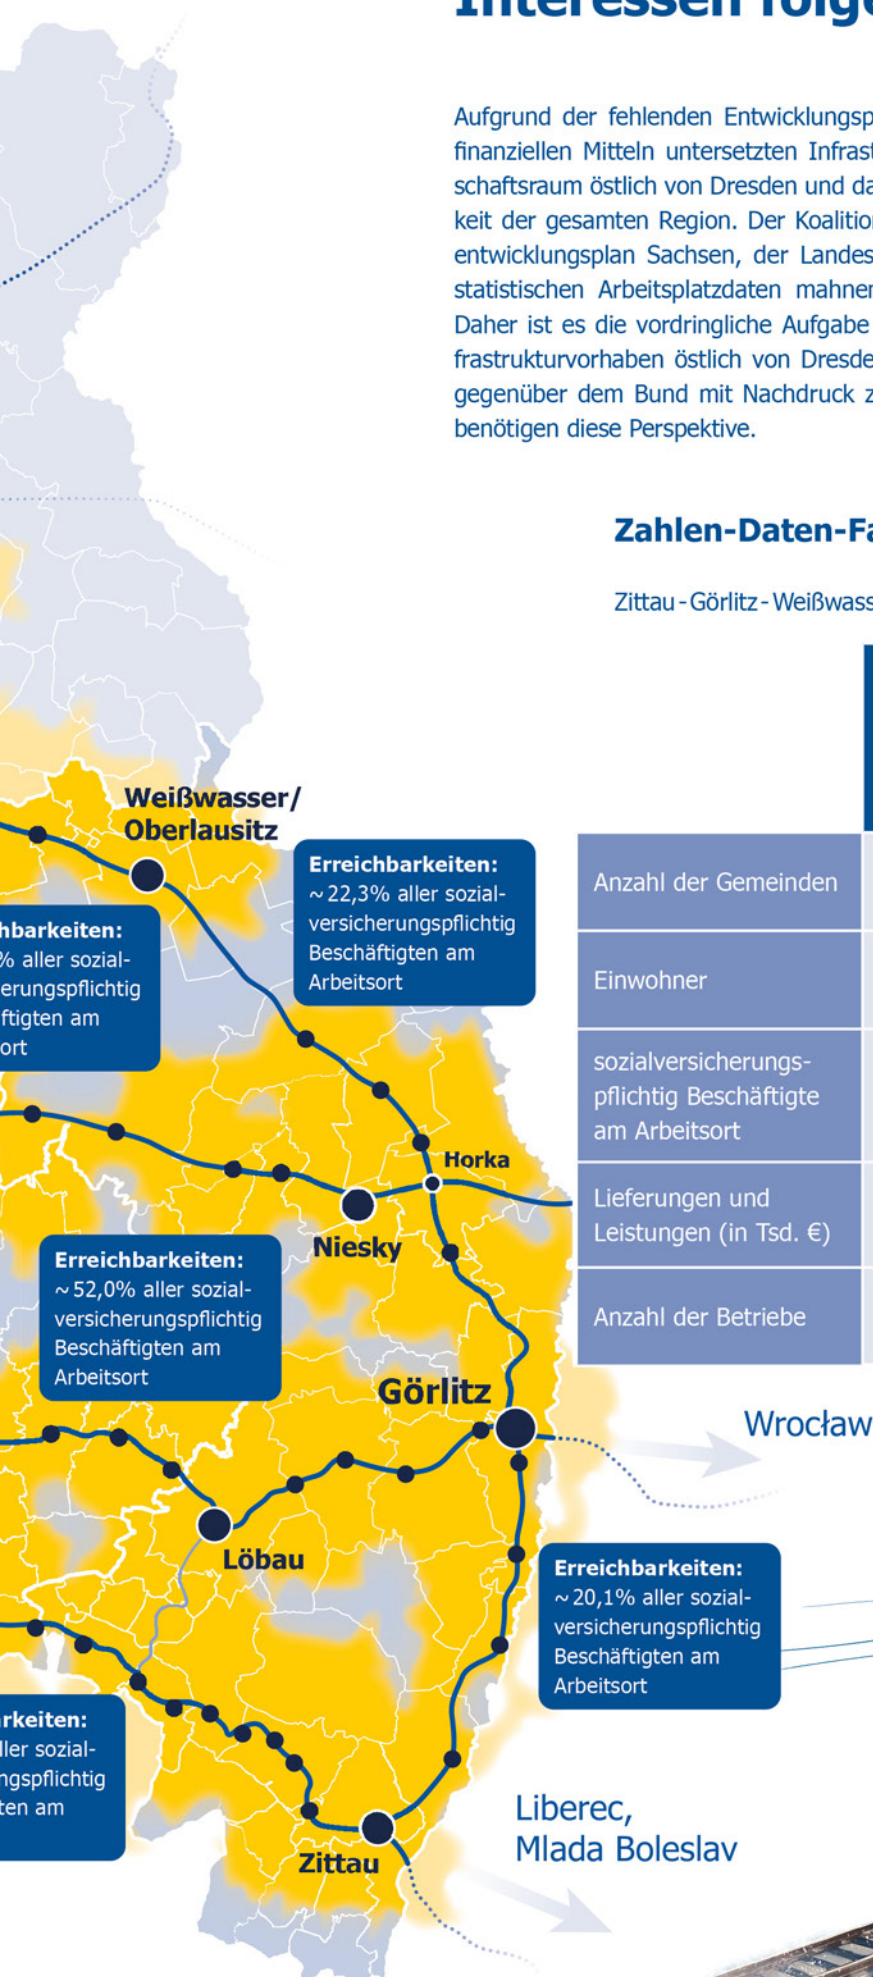 Interessen folge
Aufgrund der fehlenden Entwicklungsp
finanziellen Mitteln untersetzten Infrast
schaftsraum östlich von Dresden und da
keit der gesamten Region. Der Koalition
entwicklungsplan Sachsen, der Landes
statistischen Arbeitsplatzdaten mahnen
Daher ist es die vordringliche Aufgabe
frastrukturvorhaben östlich von Dresde
gegenüber dem Bund mit Nachdruck z
benötigen diese Perspektive.
Zahlen-Daten-Fa
Zittau-Görlitz-Weißwass
Anzahl der Gemeinden
Einwohner
sozialversicherungs-
pflichtig Beschäftigte
am Arbeitsort
Lieferungen und
Leistungen (in Tsd. €)
Anzahl der Betriebe
Weißwasser/
Oberlausitz
Erreichbarkeiten:
~22,3% aller sozial-
versicherungspflichtig
Beschäftigten am
Arbeitsort
hbarkeiten:
% aller sozial-
erungspflichtig
ftigten am
ort
Horka
Niesky
Erreichbarkeiten:
~52,0% aller sozial-
versicherungspflichtig
Beschäftigten am
Arbeitsort
Görlitz
Wrocław
Löbau
Erreichbarkeiten:
~20,1% aller sozial-
versicherungspflichtig
Beschäftigten am
Arbeitsort
rkeiten:
ller sozial-
ngspflichtig
ten am
Liberec,
Mlada Boleslav
Zittau